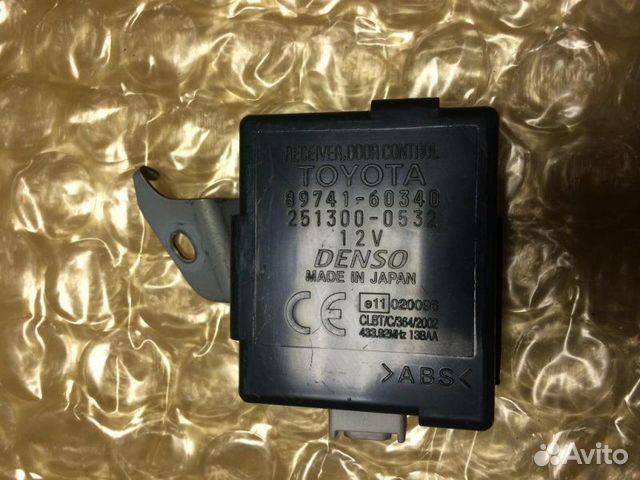 RECEIVER,DOOR CONTROL
TOYOTA
89741-60340
251300-0532
12V
DENSO
MADE IN JAPAN
CE
e11 020096
CLBT/C/364/2002
433.92MHz 13BAA
>ABS<
Avito